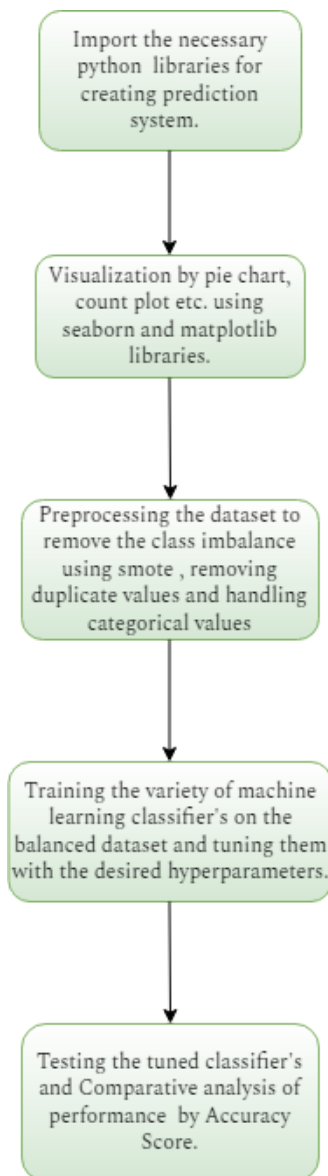 Import the necessary
python libraries for
creating prediction
system.
Visualization by pie chart,
count plot etc. using
seaborn and matplotlib
libraries.
Preprocessing the dataset to
remove the class imbalance
using smote , removing
duplicate values and handling
categorical values
Training the variety of machine
learning classifier's on the
balanced dataset and tuning them
with the desired hyperparameters.
Testing the tuned classifier's
and Comparative analysis of
performance by Accuracy
Score.